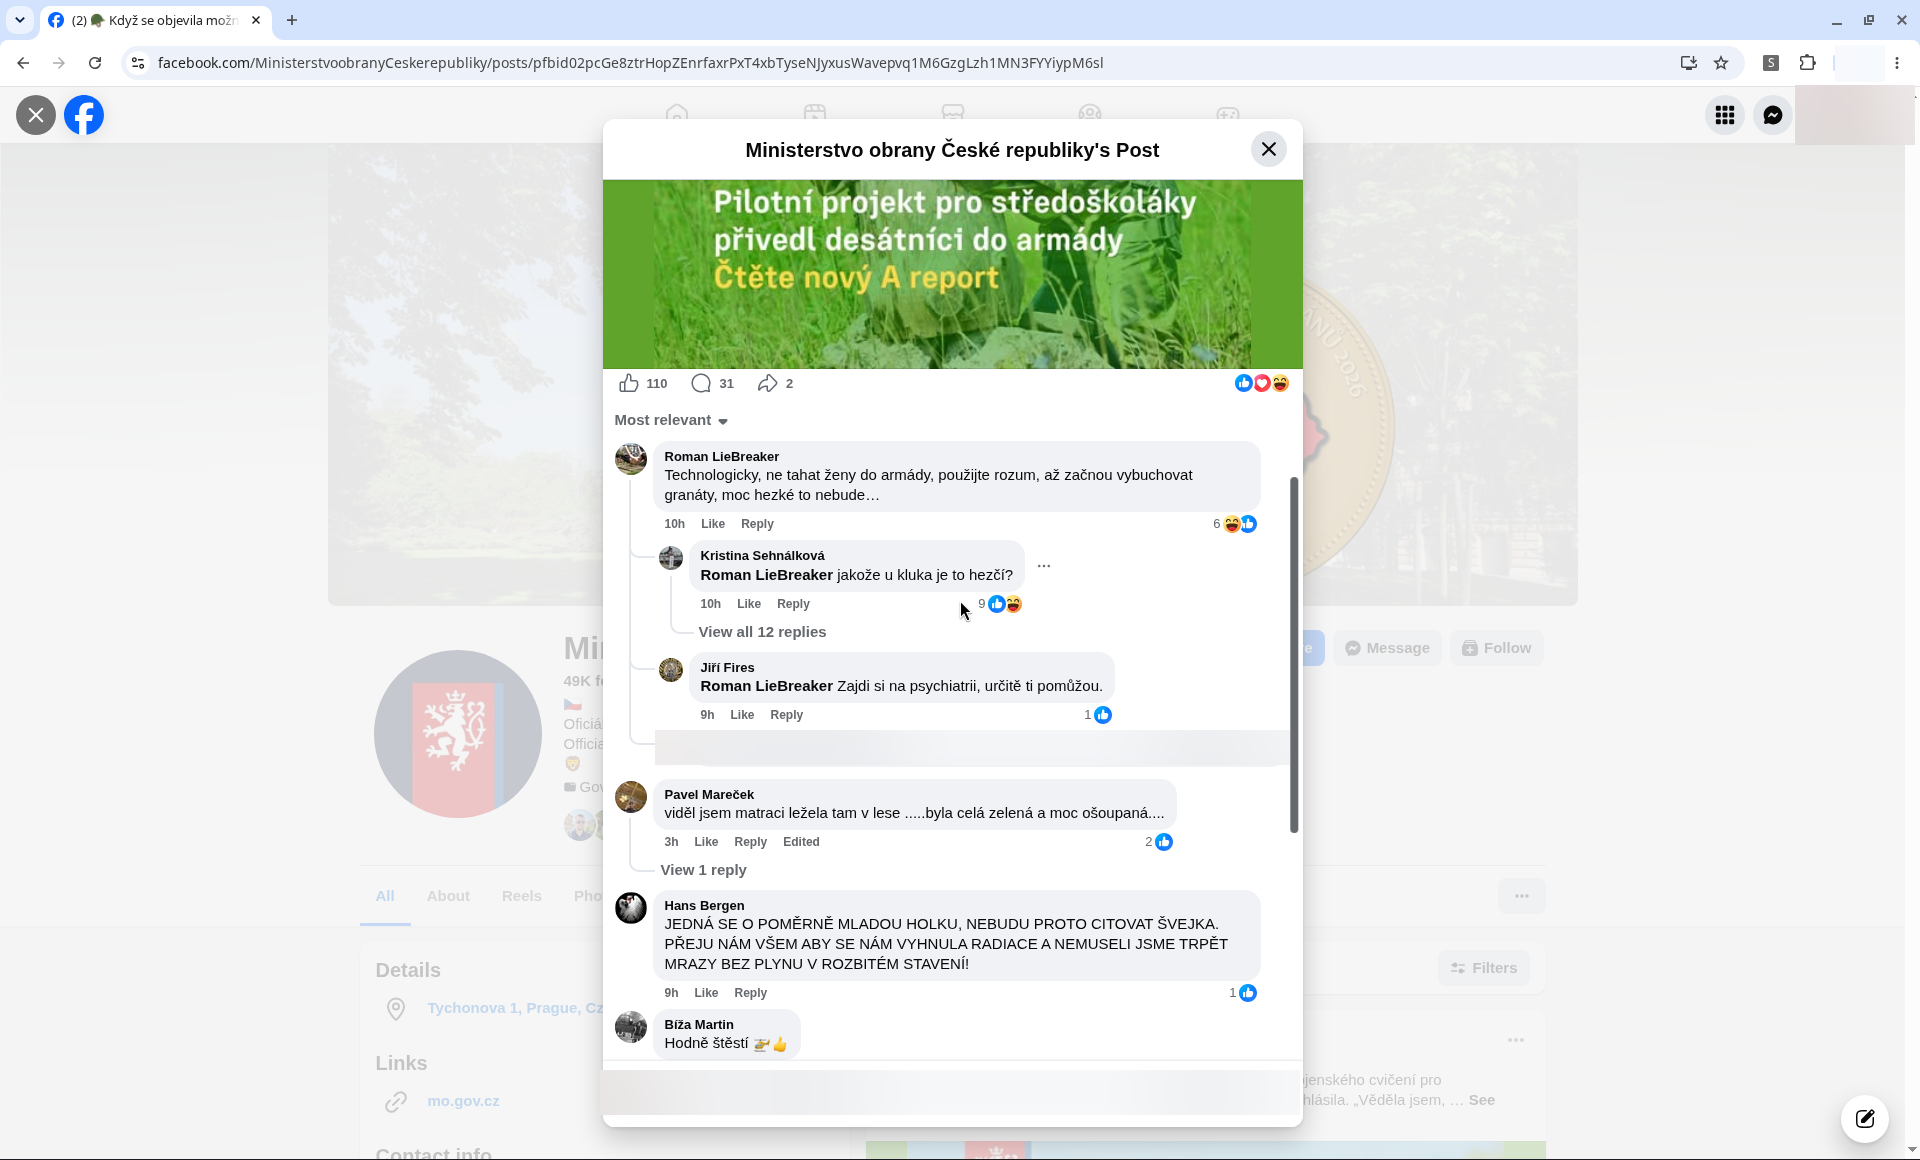 (2) 🪖 Když se objevila možn
facebook.com/MinisterstvoobranyCeskerepubliky/posts/pfbid02pcGe8ztrHopZEnrfaxrPxT4xbTyseNJyxusWavepvq1M6GzgLzh1MN3FYYiypM6sl
Ministerstvo obrany České republiky's Post
Pilotní projekt pro středoškoláky
přivedl desátníci do armády
Čtěte nový A report
110 31 2
Most relevant
Roman LieBreaker
Technologicky, ne tahat ženy do armády, použijte rozum, až začnou vybuchovat
granáty, moc hezké to nebude…
10h Like Reply 6
Kristina Sehnálková
Roman LieBreaker jakože u kluka je to hezčí?
10h Like Reply 9
View all 12 replies
Jiří Fires
Roman LieBreaker Zajdi si na psychiatrii, určitě ti pomůžou.
9h Like Reply 1
Pavel Mareček
viděl jsem matraci ležela tam v lese .....byla celá zelená a moc ošoupaná....
3h Like Reply Edited 2
View 1 reply
Hans Bergen
JEDNÁ SE O POMĚRNĚ MLADOU HOLKU, NEBUDU PROTO CITOVAT ŠVEJKA.
PŘEJU NÁM VŠEM ABY SE NÁM VYHNULA RADIACE A NEMUSELI JSME TRPĚT
MRAZY BEZ PLYNU V ROZBITÉM STAVENÍ!
9h Like Reply 1
Bíža Martin
Hodně štěstí 🚁👍
49K
Message
Follow
All About Reels
Filters
Details
Tychonova 1, Prague,
Links
mo.gov.cz
Contact info
cvičení pro
hlásila. „Věděla jsem, … See
2026